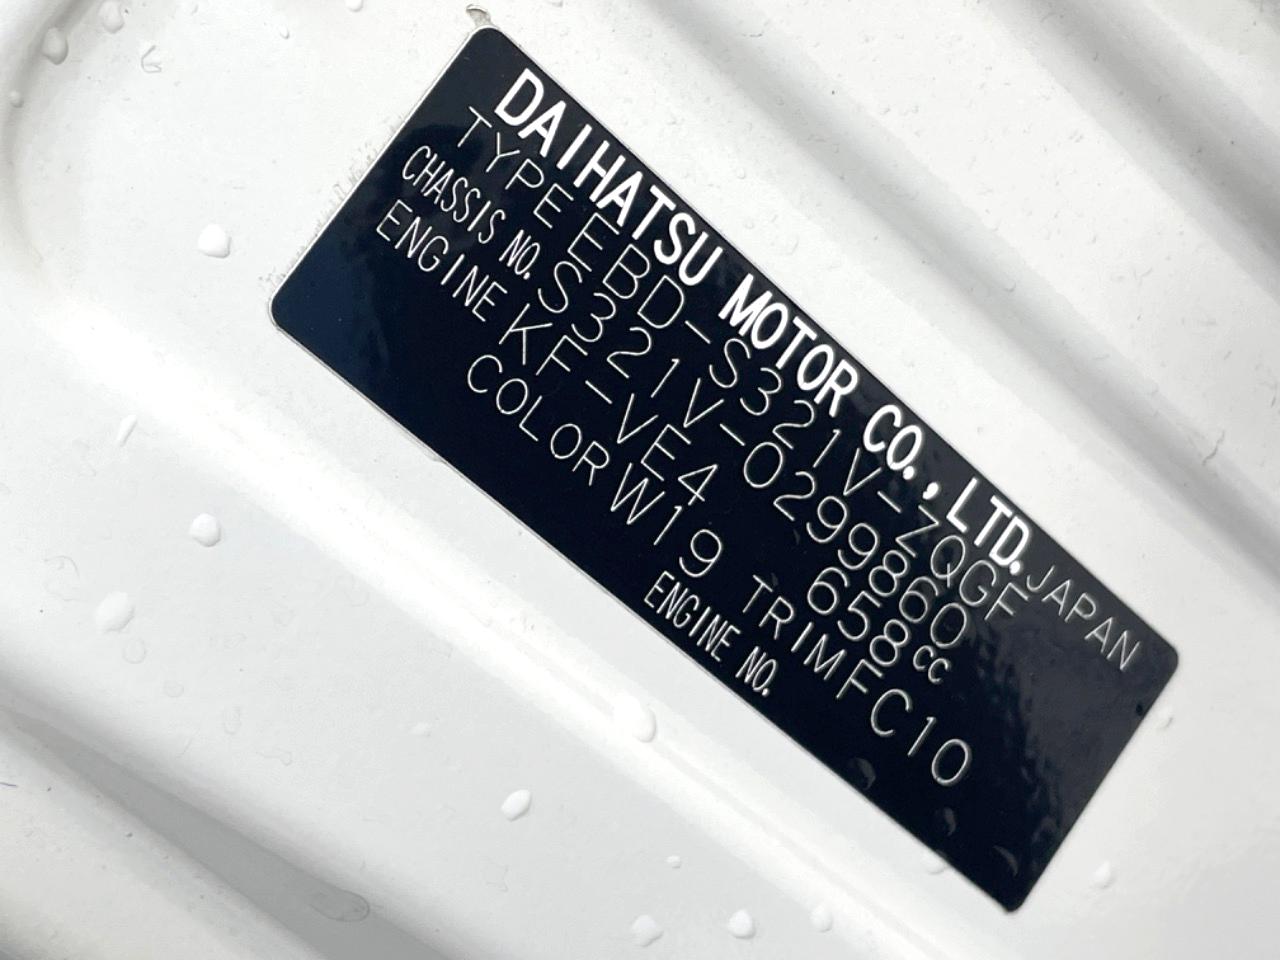 DAIHATSU MOTOR CO., LTD. JAPAN
TYPE EBD-S321V-ZQGF
CHASSIS NO. S321V-0299860
ENGINE KF-VE4 658cc
COLOR W19 TRIM FC10
ENGINE NO.